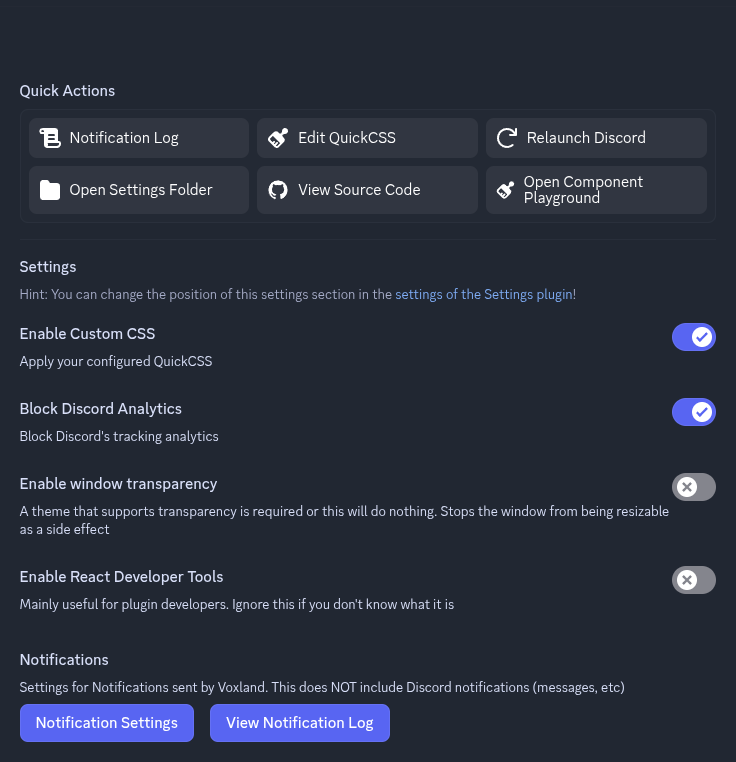 Quick Actions
Notification Log
Edit QuickCSS
Relaunch Discord
Open Settings Folder
View Source Code
Open Component
Playground
Settings
Hint: You can change the position of this settings section in the settings of the Settings plugin!
Enable Custom CSS
Apply your configured QuickCSS
Block Discord Analytics
Block Discord's tracking analytics
Enable window transparency
A theme that supports transparency is required or this will do nothing. Stops the window from being resizable
as a side effect
Enable React Developer Tools
Mainly useful for plugin developers. Ignore this if you don't know what it is
Notifications
Settings for Notifications sent by Voxland. This does NOT include Discord notifications (messages, etc)
Notification Settings
View Notification Log